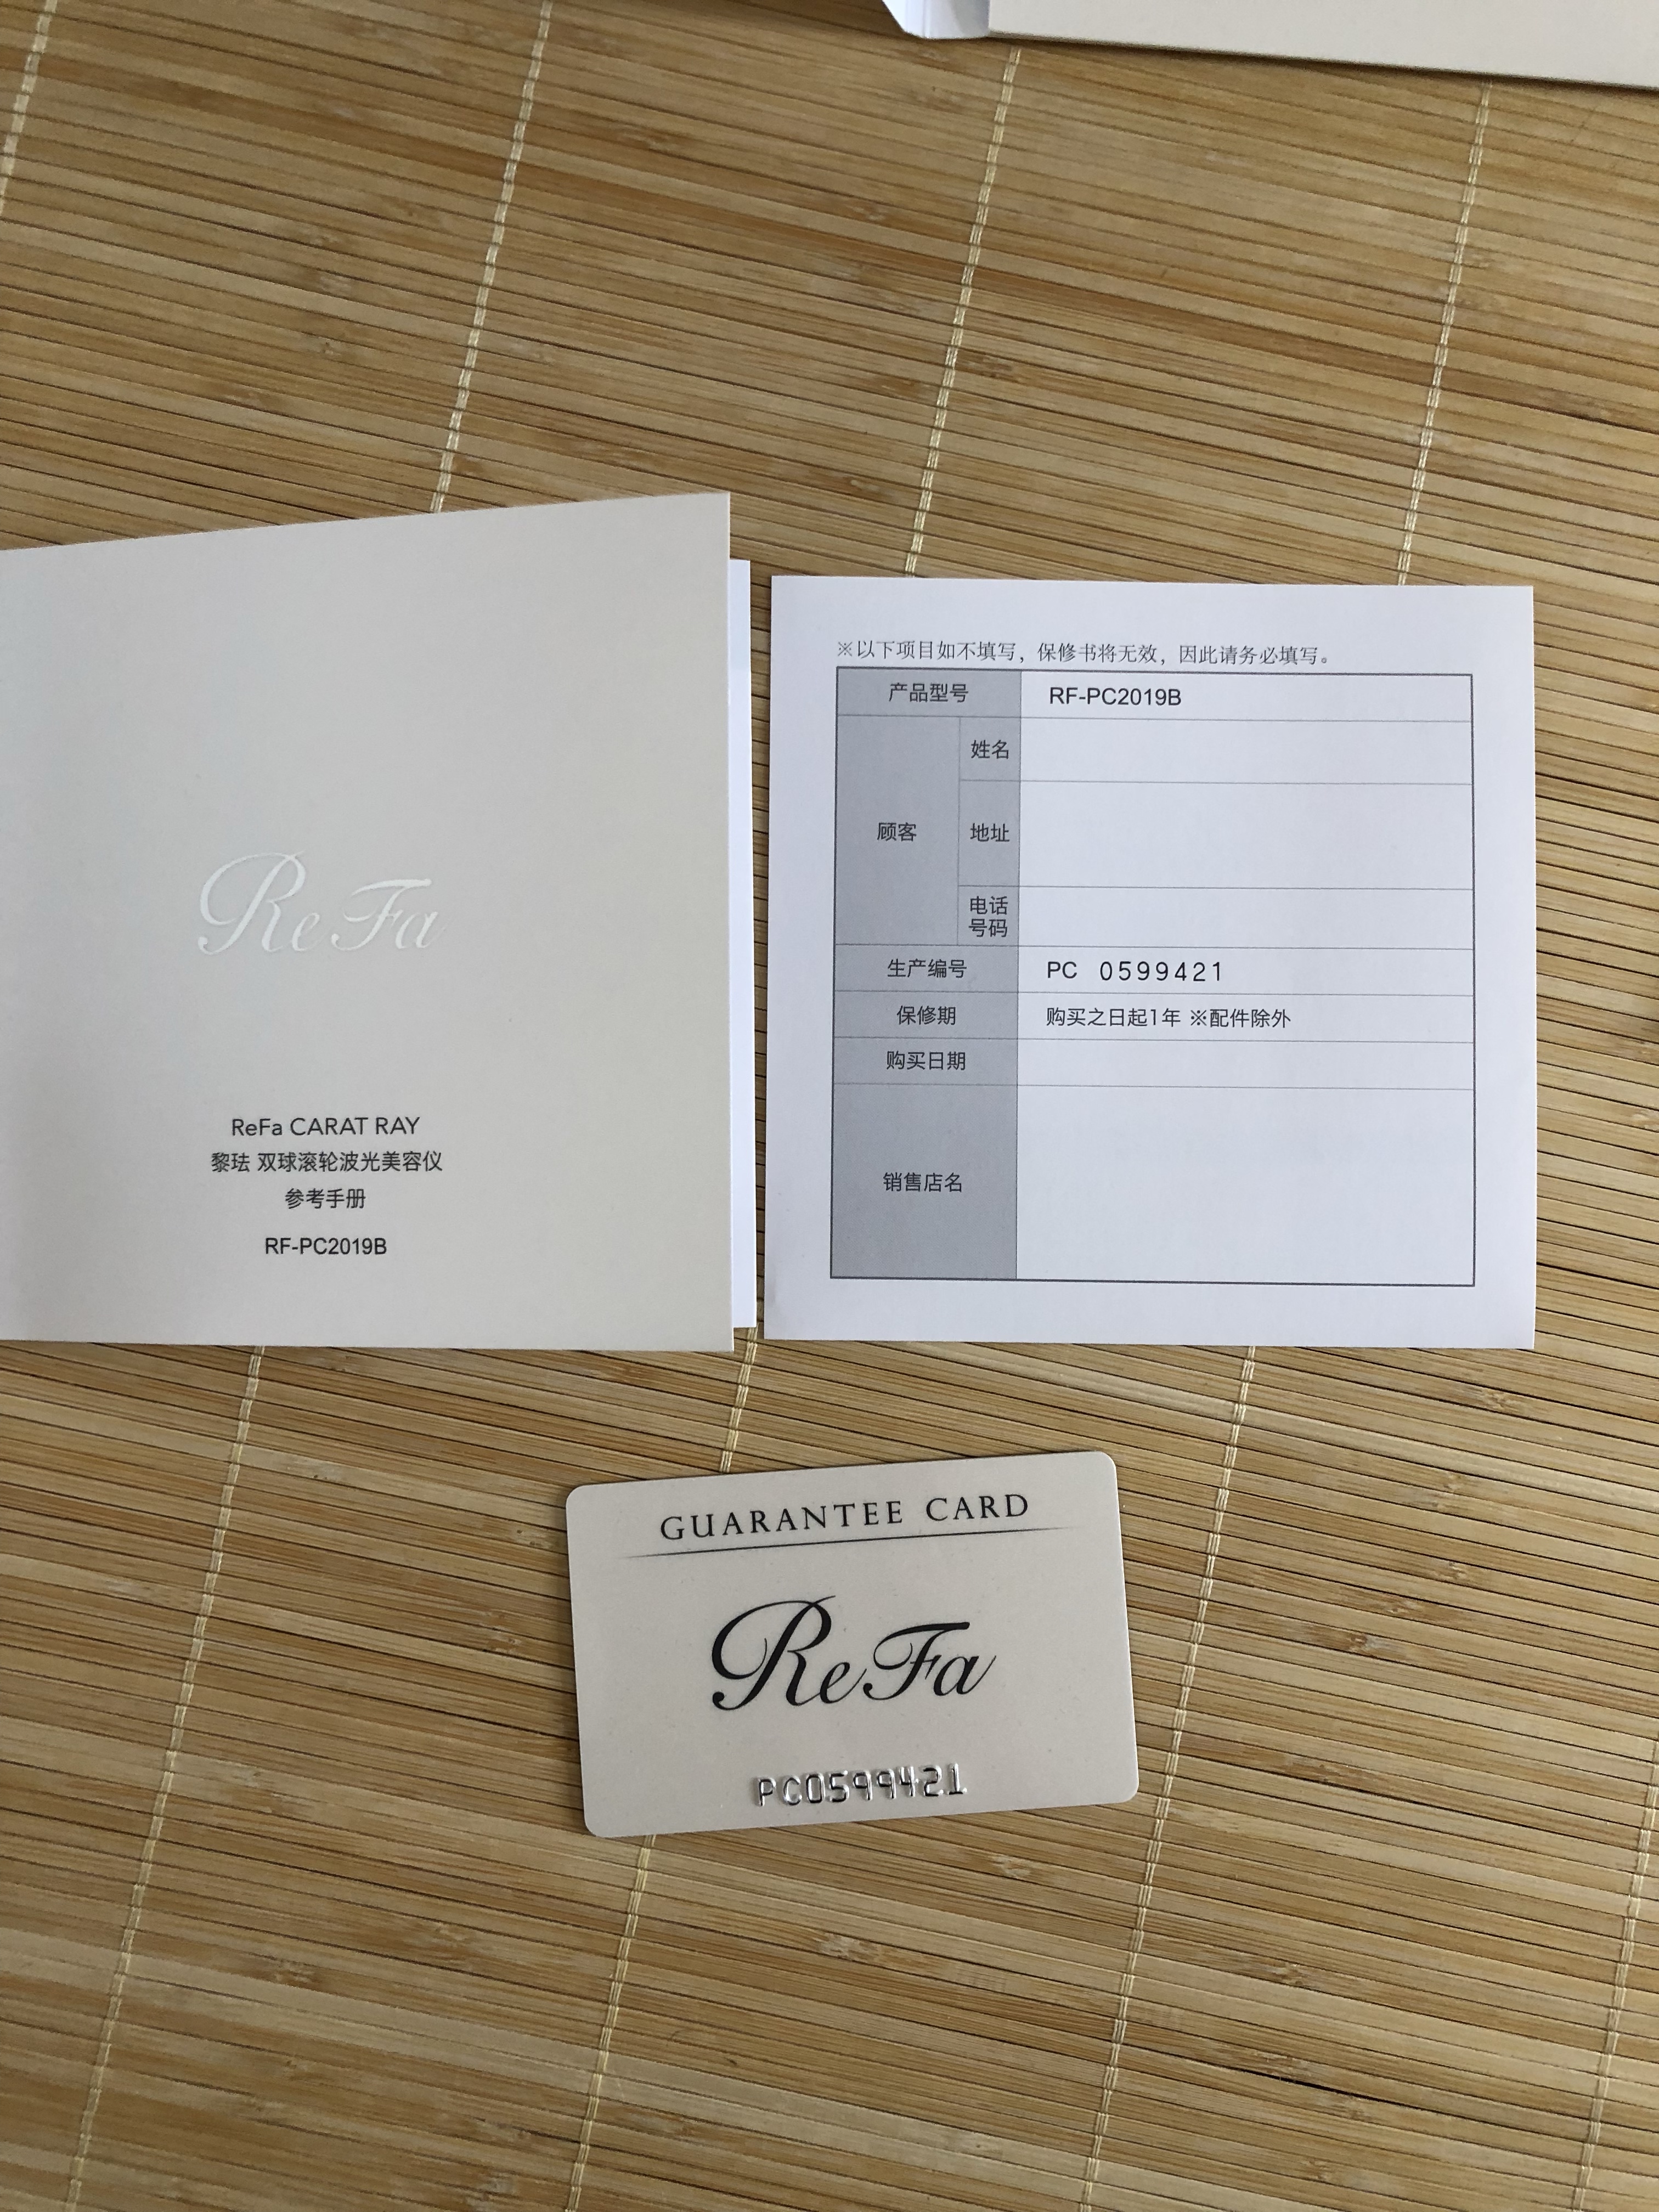 ReFa
ReFa CARAT RAY
黎珐 双球滚轮波光美容仪
参考手册
RF-PC2019B
※以下项目如不填写，保修书将无效，因此请务必填写。
产品型号 RF-PC2019B
顾客
姓名
地址
电话
号码
生产编号 PC 0599421
保修期 购买之日起1年 ※配件除外
购买日期
销售店名
GUARANTEE CARD
ReFa
PC0599421